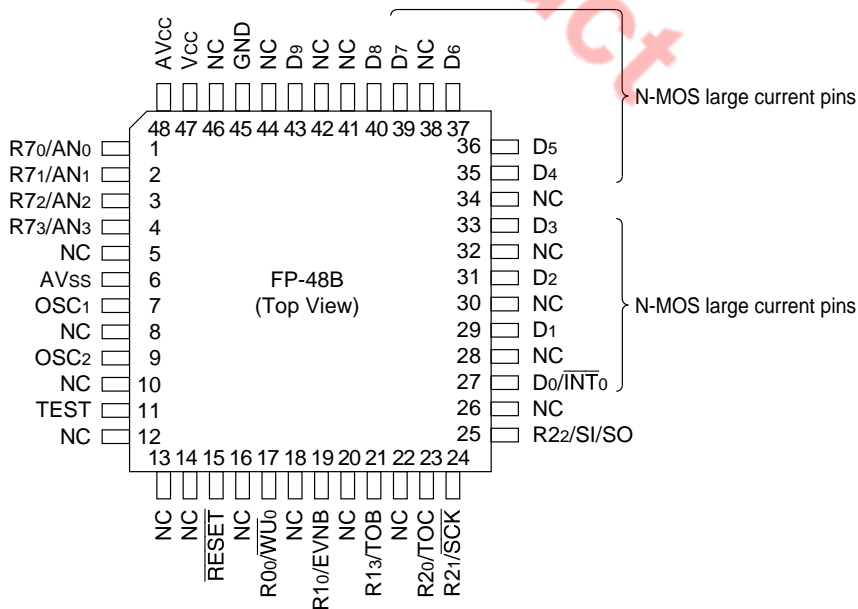 uct
AVCC VCC NC GND NC D9 NC NC D8 D7 NC D6
N-MOS large current pins
48 47 46 45 44 43 42 41 40 39 38 37
R70/AN0 1 36 D5
R71/AN1 2 35 D4
R72/AN2 3 34 NC
R73/AN3 4 33 D3
NC 5 32 NC
AVSS 6 FP-48B 31 D2
OSC1 7 (Top View) 30 NC
N-MOS large current pins
NC 8 29 D1
OSC2 9 28 NC
NC 10 27 D0/INT0
TEST 11 26 NC
NC 12 25 R22/SI/SO
13 14 15 16 17 18 19 20 21 22 23 24
NC NC RESET NC R00/WU0 NC R10/EVNB NC R13/TOB NC R20/TOC R21/SCK